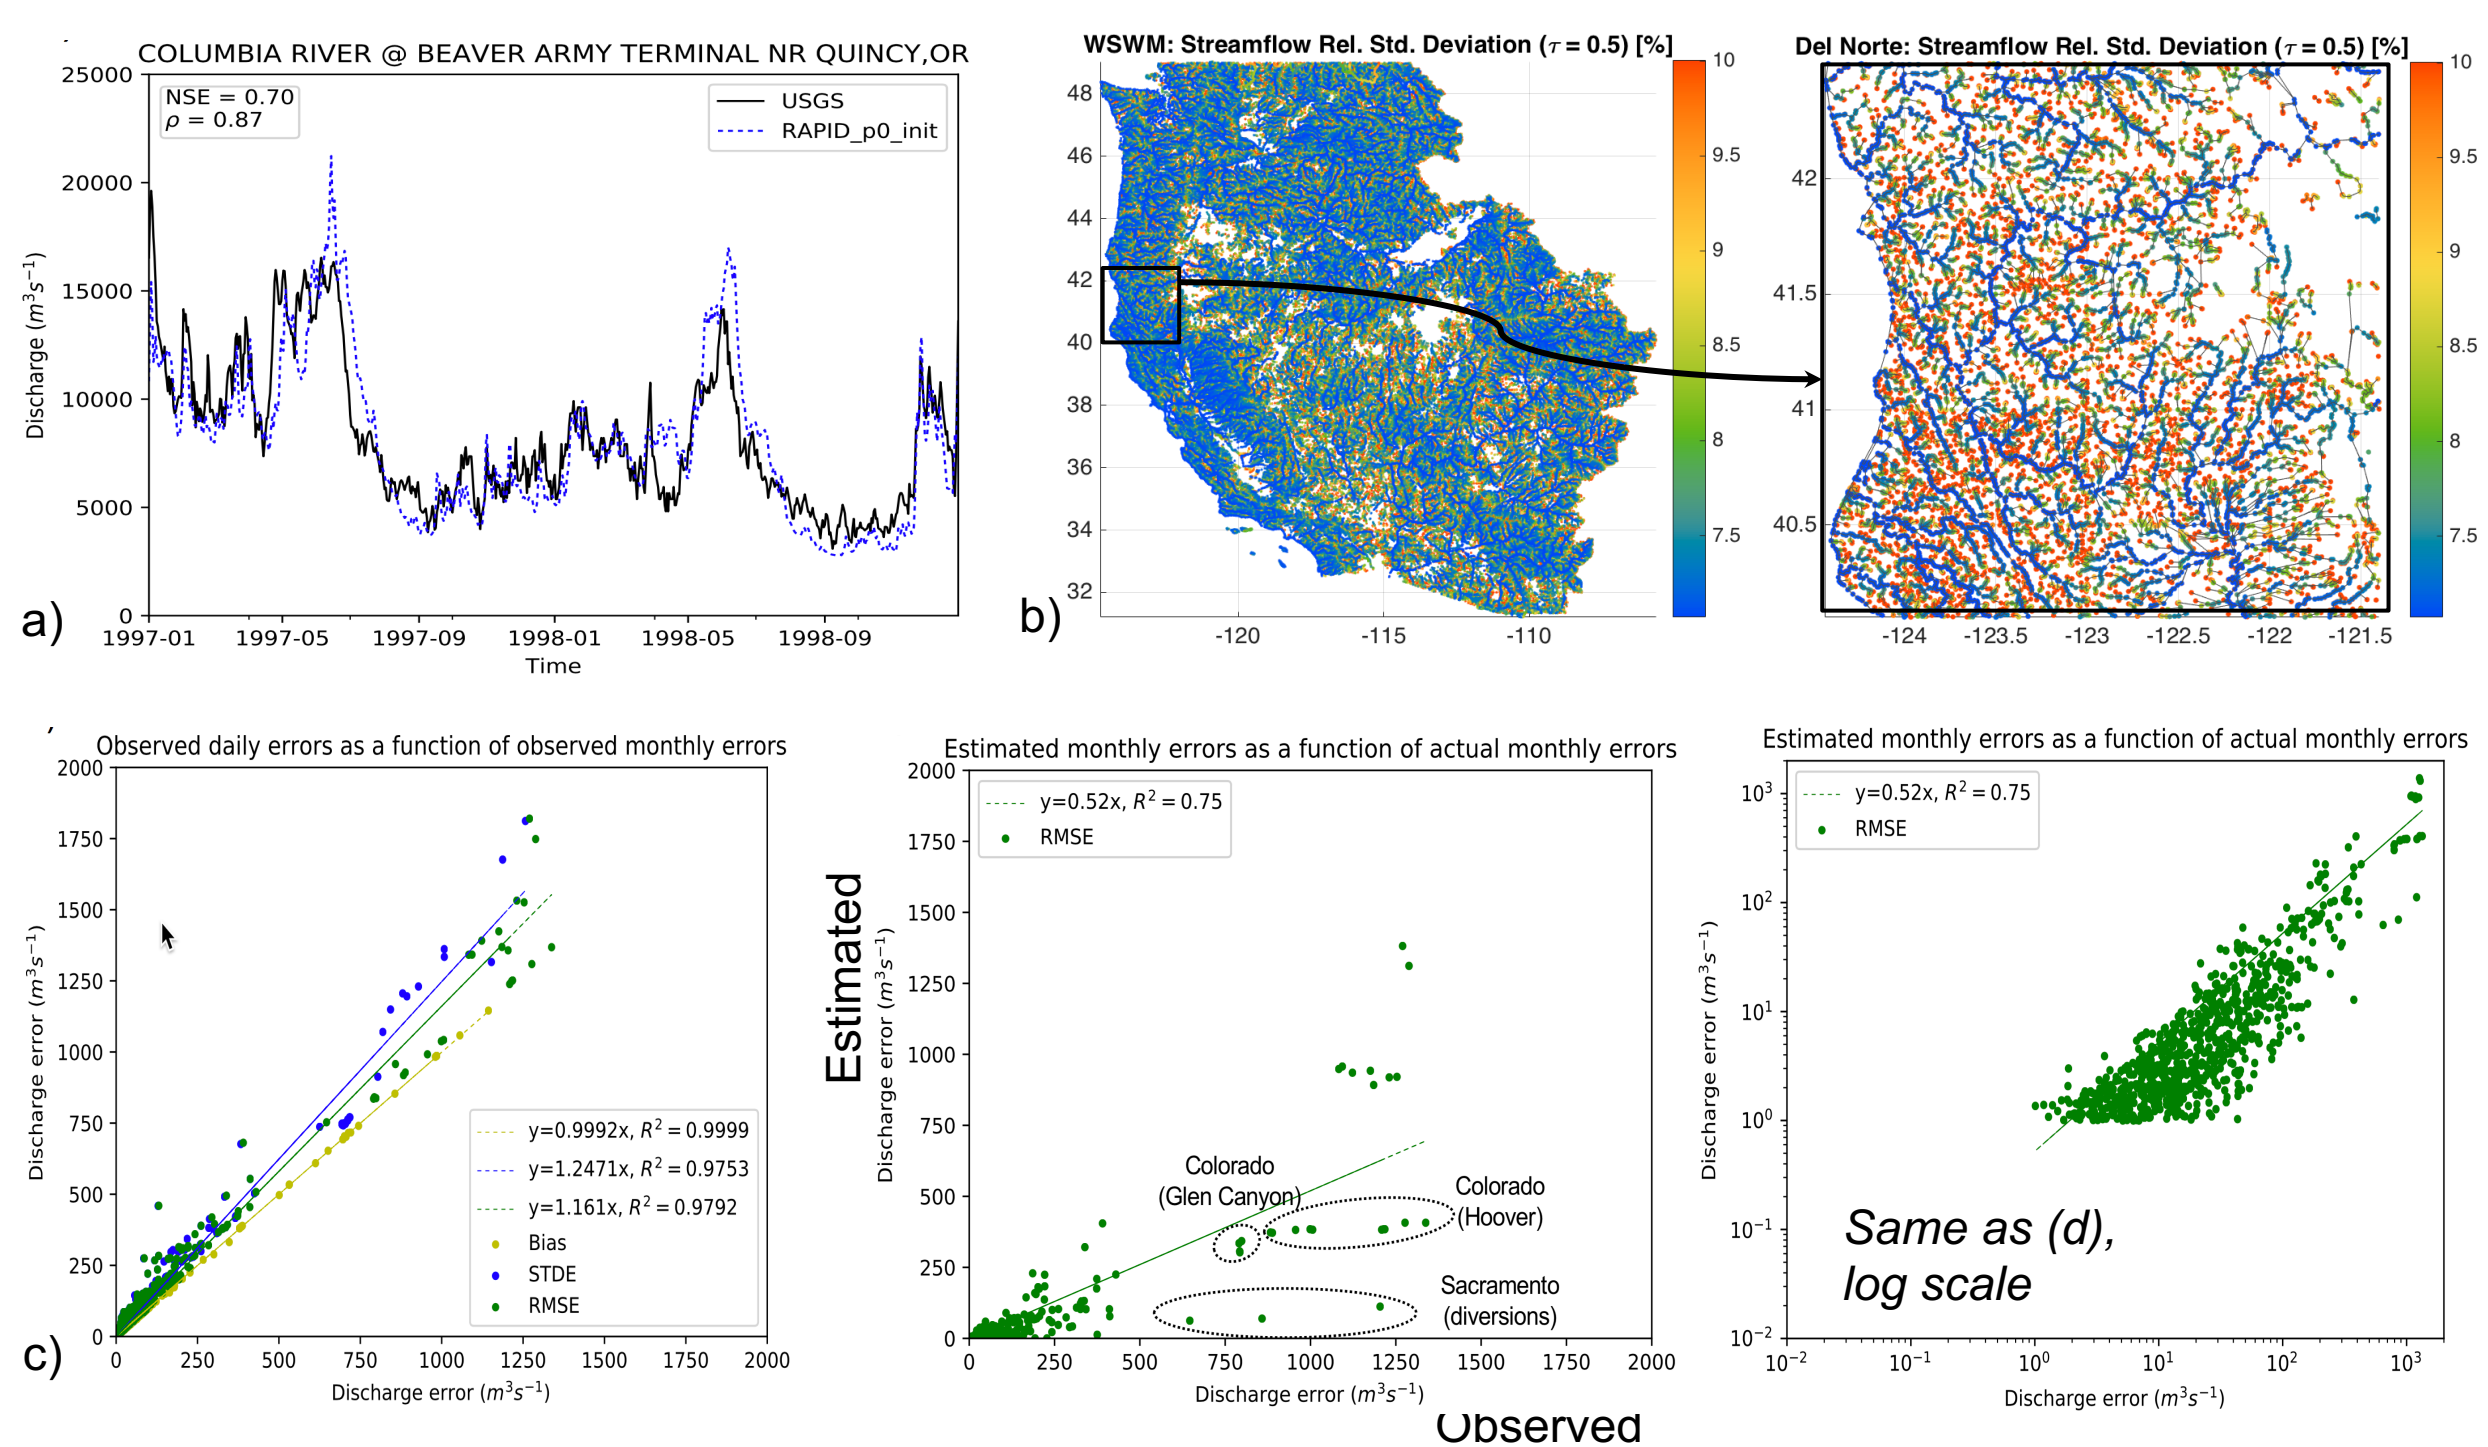 COLUMBIA RIVER @ BEAVER ARMY TERMINAL NR QUINCY,OR
25000
20000
15000
10000
5000
0
Discharge (m³s⁻¹)
NSE = 0.70
ρ = 0.87
USGS
RAPID_p0_init
1997-01 1997-05 1997-09 1998-01 1998-05 1998-09
Time
a)
WSWM: Streamflow Rel. Std. Deviation (τ = 0.5) [%]
48
46
44
42
40
38
36
34
32
-120 -115 -110
10
9.5
9
8.5
8
7.5
b)
Del Norte: Streamflow Rel. Std. Deviation (τ = 0.5) [%]
42
41.5
41
40.5
-124 -123.5 -123 -122.5 -122 -121.5
10
9.5
9
8.5
8
7.5
Observed daily errors as a function of observed monthly errors
2000
1750
1500
1250
1000
750
500
250
0
Discharge error (m³s⁻¹)
y=0.9992x, R² = 0.9999
y=1.2471x, R² = 0.9753
y=1.161x, R² = 0.9792
Bias
STDE
RMSE
0 250 500 750 1000 1250 1500 1750 2000
Discharge error (m³s⁻¹)
c)
Estimated monthly errors as a function of actual monthly errors
2000
1750
1500
1250
1000
750
500
250
0
Estimated
Discharge error (m³s⁻¹)
y=0.52x, R² = 0.75
RMSE
Colorado
(Glen Canyon)
Colorado
(Hoover)
Sacramento
(diversions)
0 250 500 750 1000 1250 1500 1750 2000
Discharge error (m³s⁻¹)
Observed
Estimated monthly errors as a function of actual monthly errors
10³
10²
10¹
10⁰
10⁻¹
10⁻²
Discharge error (m³s⁻¹)
y=0.52x, R² = 0.75
RMSE
Same as (d),
log scale
10⁻² 10⁻¹ 10⁰ 10¹ 10² 10³
Discharge error (m³s⁻¹)